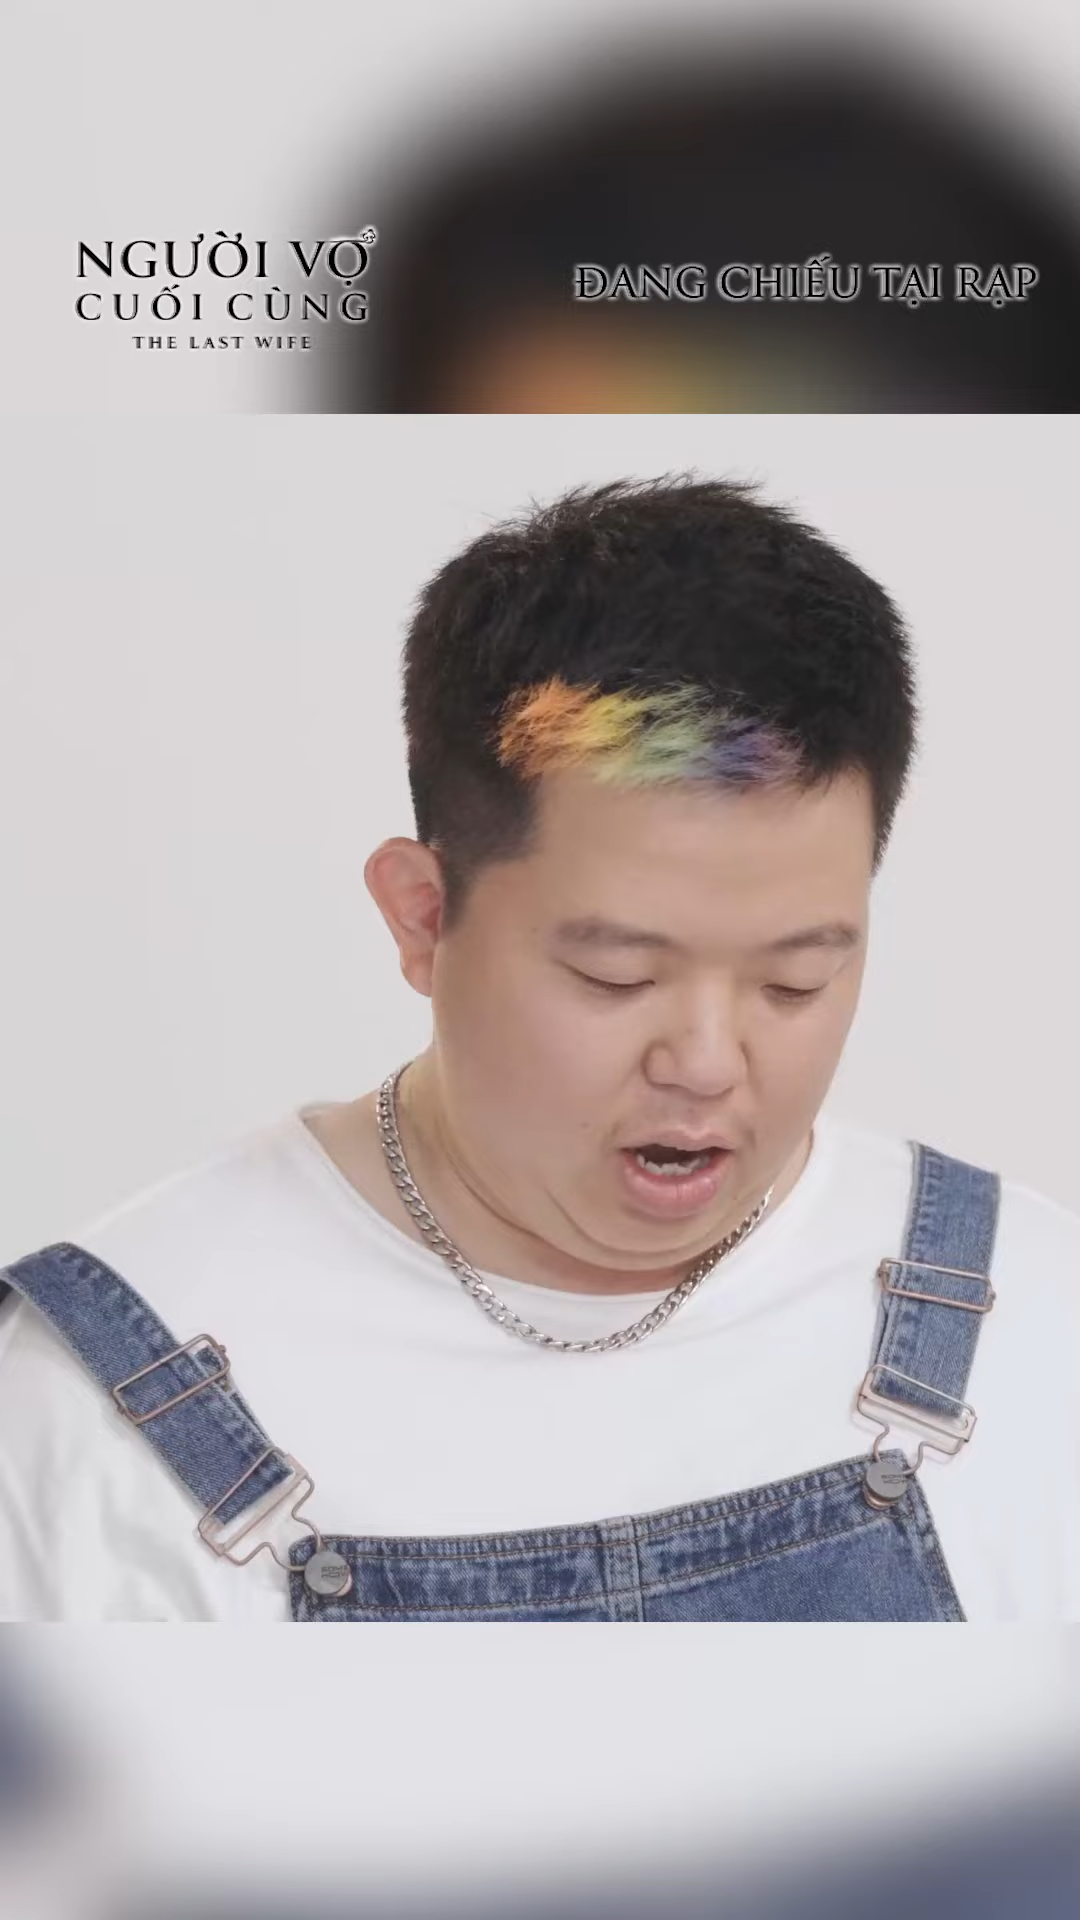 NGƯỜI VỢ
CUỐI CÙNG
THE LAST WIFE
ĐANG CHIẾU TẠI RẠP